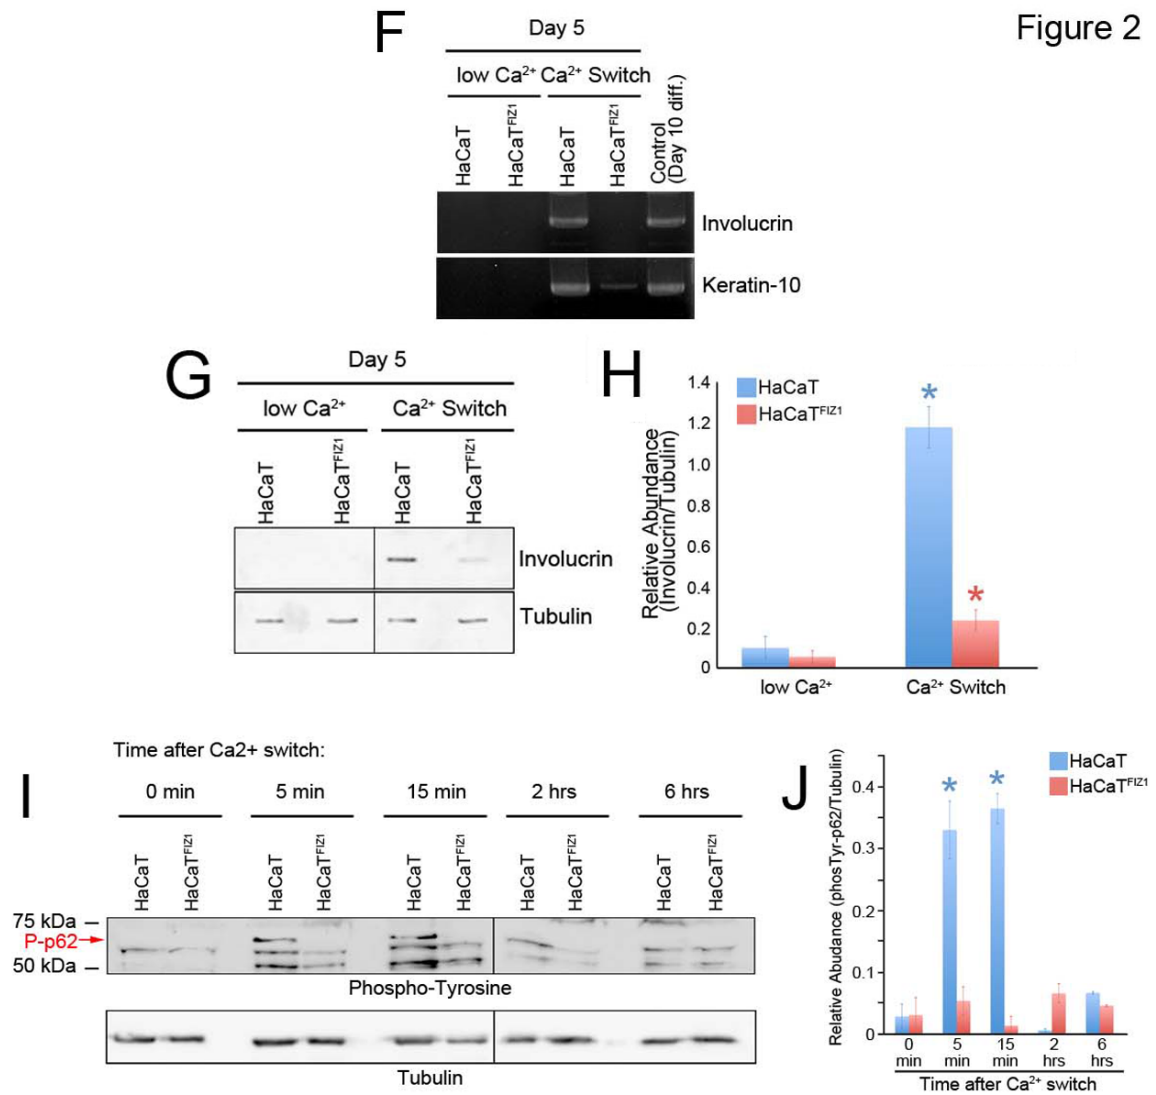 Figure 2
F
Day 5
low Ca²⁺ Ca²⁺ Switch
HaCaT
HaCaTᶠᴵᶻ¹
HaCaT
HaCaTᶠᴵᶻ¹
Control
(Day 10 diff.)
Involucrin
Keratin-10
G
Day 5
low Ca²⁺ Ca²⁺ Switch
HaCaT
HaCaTᶠᴵᶻ¹
HaCaT
HaCaTᶠᴵᶻ¹
Involucrin
Tubulin
H
HaCaT
HaCaTᶠᴵᶻ¹
Relative Abundance
(Involucrin/Tubulin)
1.4
1.2
1.0
0.8
0.6
0.4
0.2
0
*
*
low Ca²⁺ Ca²⁺ Switch
I
Time after Ca2+ switch:
0 min 5 min 15 min 2 hrs 6 hrs
HaCaT
HaCaTᶠᴵᶻ¹
HaCaT
HaCaTᶠᴵᶻ¹
HaCaT
HaCaTᶠᴵᶻ¹
HaCaT
HaCaTᶠᴵᶻ¹
HaCaT
HaCaTᶠᴵᶻ¹
75 kDa
P-p62
50 kDa
Phospho-Tyrosine
Tubulin
J
HaCaT
HaCaTᶠᴵᶻ¹
Relative Abudance (phosTyr-p62/Tubulin)
0.4
0.3
0.2
0.1
0
*
*
0 5 15 2 6
min min min hrs hrs
Time after Ca²⁺ switch